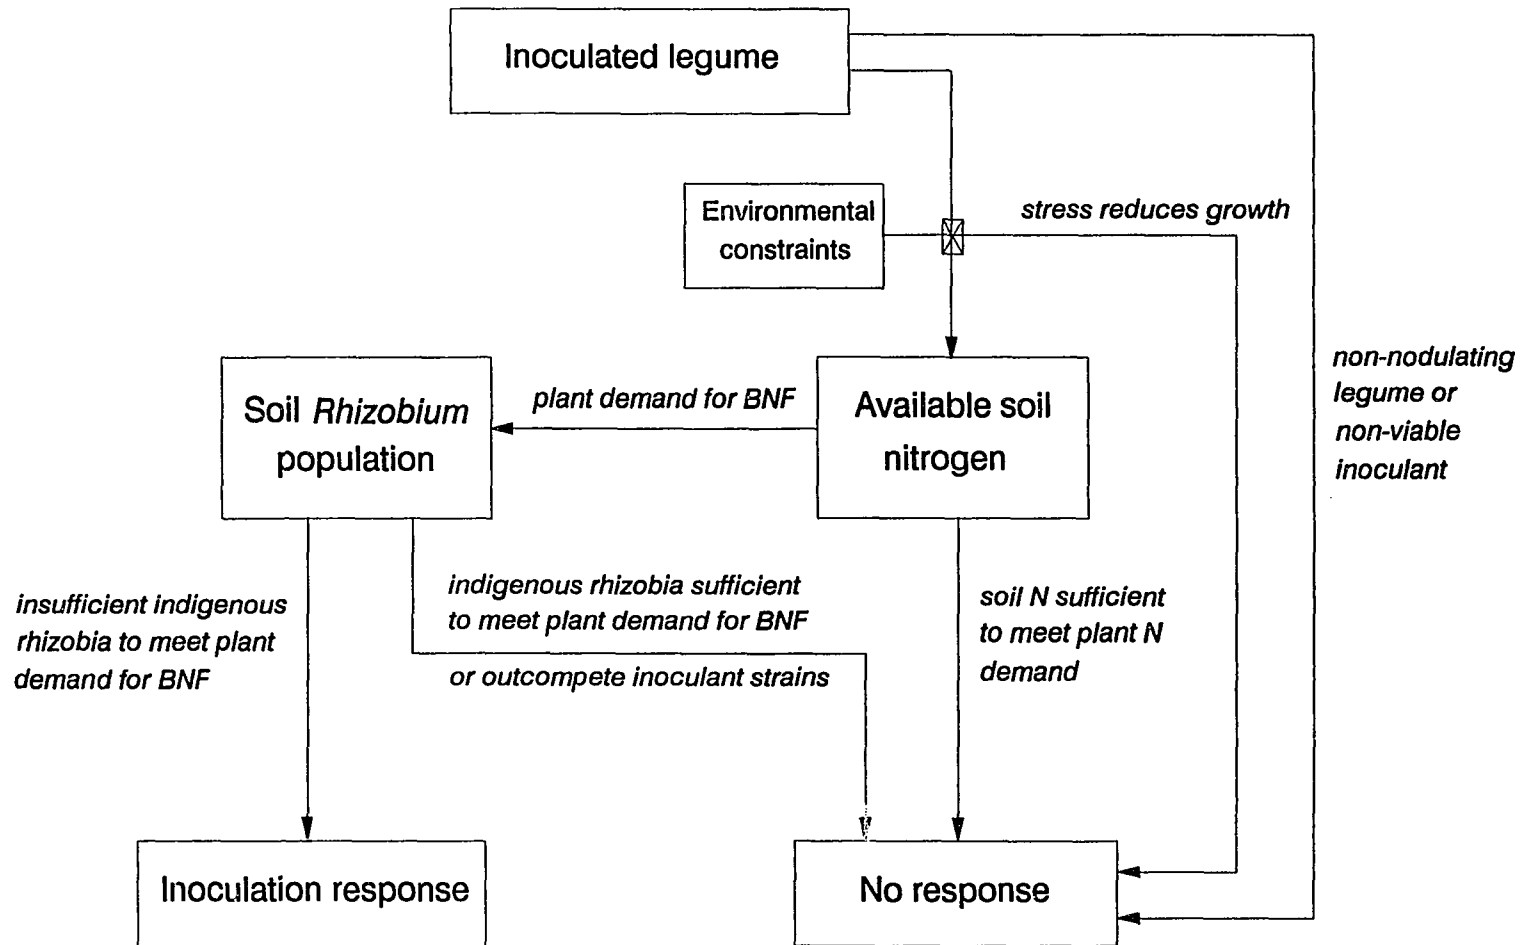 Inoculated legume
Environmental
constraints
stress reduces growth
non-nodulating
legume or
non-viable
inoculant
Soil Rhizobium
population
plant demand for BNF
Available soil
nitrogen
insufficient indigenous
rhizobia to meet plant
demand for BNF
indigenous rhizobia sufficient
to meet plant demand for BNF
or outcompete inoculant strains
soil N sufficient
to meet plant N
demand
Inoculation response
No response